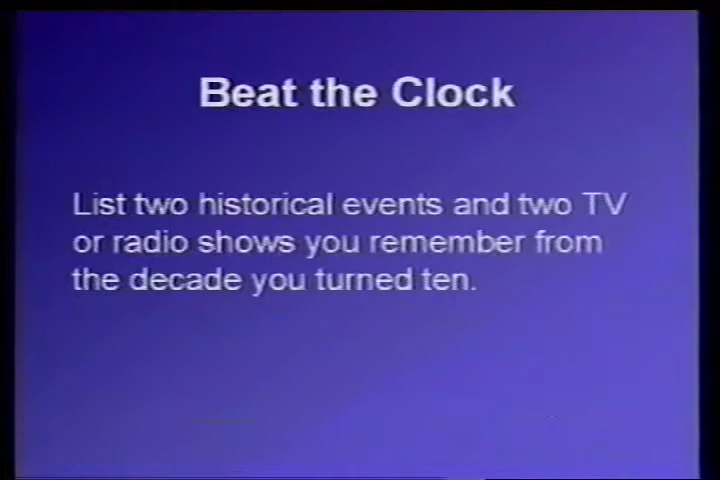 Beat the Clock
List two historical events and two TV
or radio shows you remember from
the decade you turned ten.